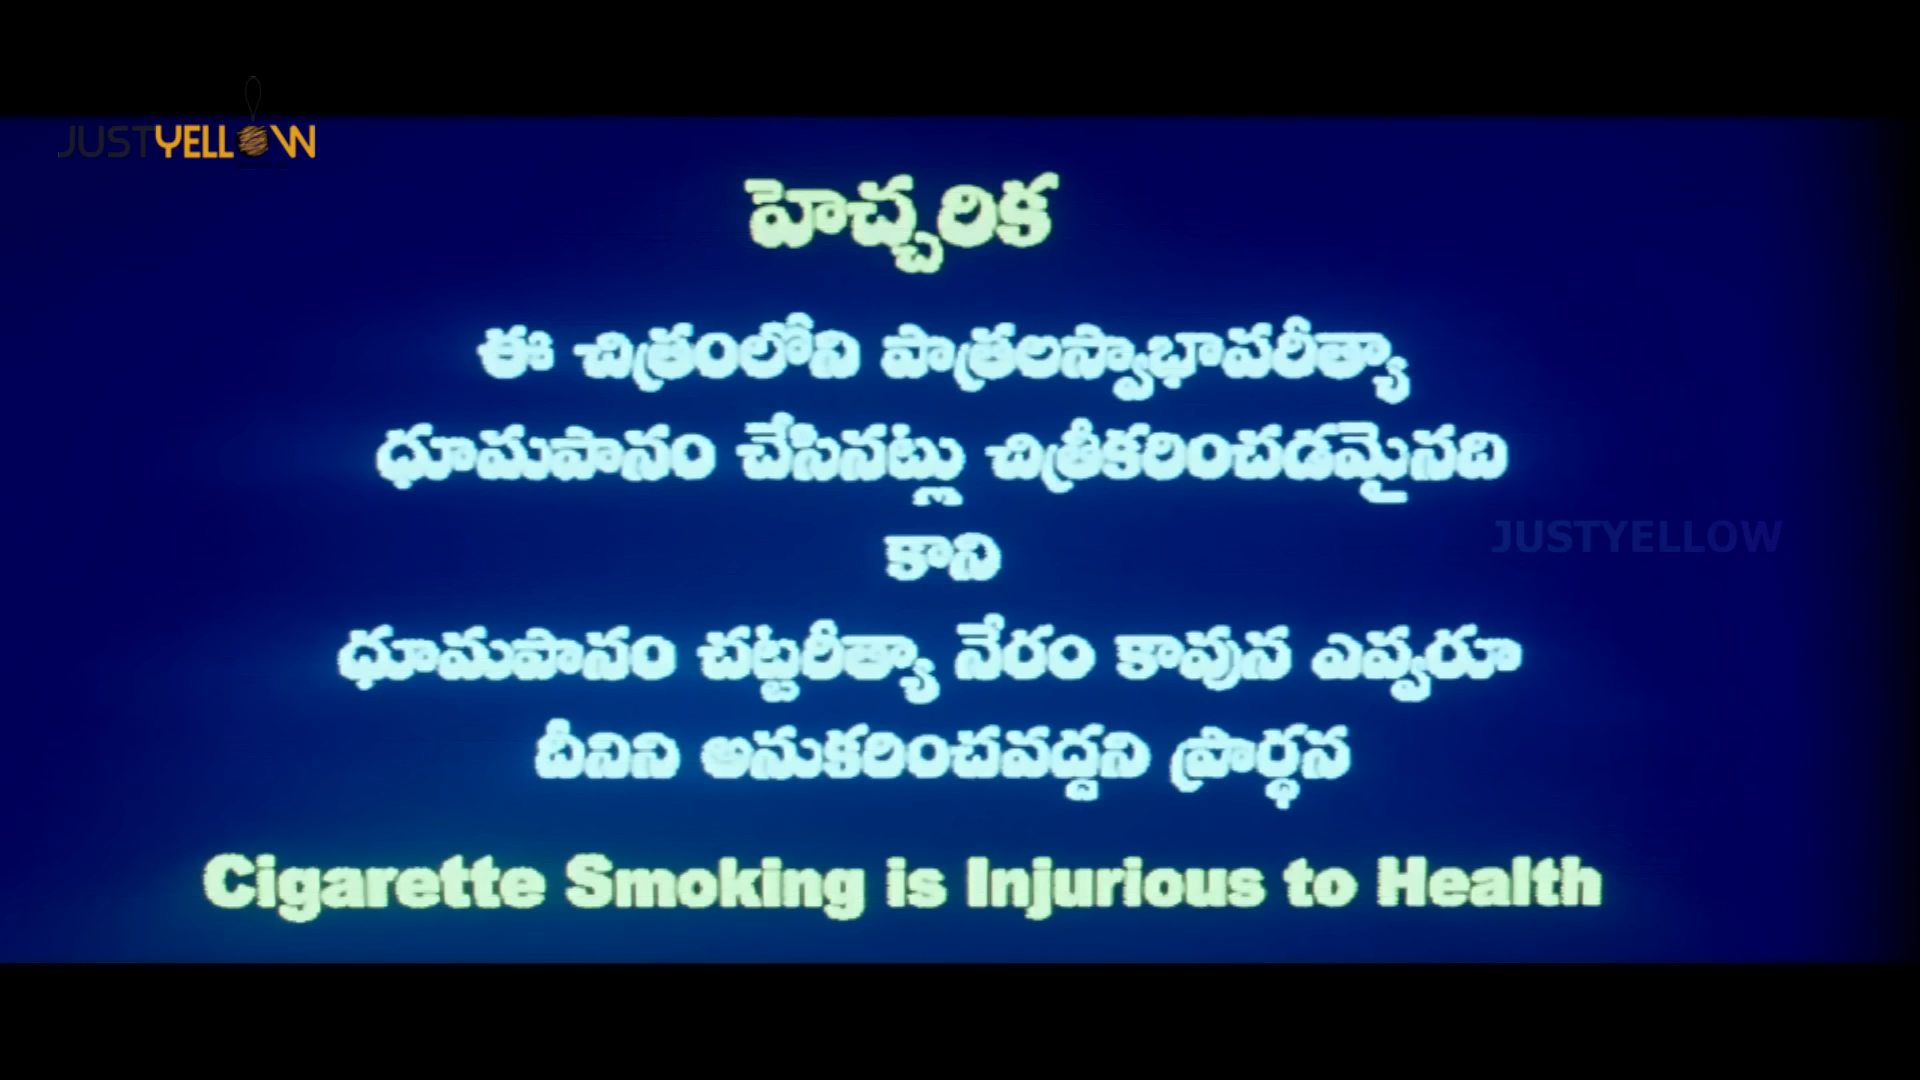 JUSTYELLOW
హెచ్చరిక
ఈ చిత్రంలోని పాత్రలస్వాభావరీత్యా
ధూమపానం చేసినట్లు చిత్రీకరించడమైనది
JUSTYELLOW
కాని
ధూమపానం చట్టరీత్యా నేరం కావున ఎవ్వరూ
దీనిని అనుకరించవద్దని ప్రార్థన
Cigarette Smoking is Injurious to Health